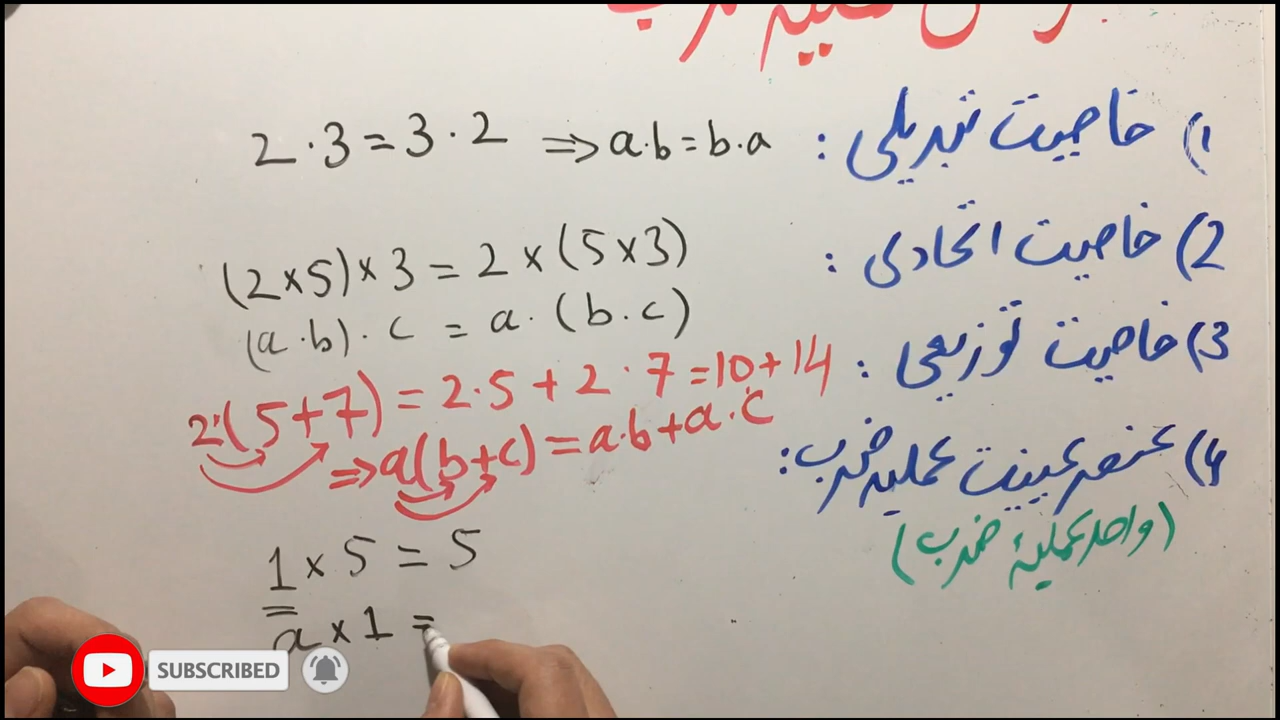 1) خاصیت تبدیلی :
2 · 3 = 3 · 2 ⇒ a·b = b·a
2) خاصیت اتحادی :
(2×5)×3 = 2×(5×3)
(a·b)·c = a·(b·c)
3) خاصیت توزیعی :
2·(5+7) = 2·5 + 2·7 = 10+14
⇒ a(b+c) = a·b + a·c
4) عنصر عینیت عملیه ضرب:
(واحد عملیۀ ضرب)
1 × 5 = 5
a × 1 =
SUBSCRIBED